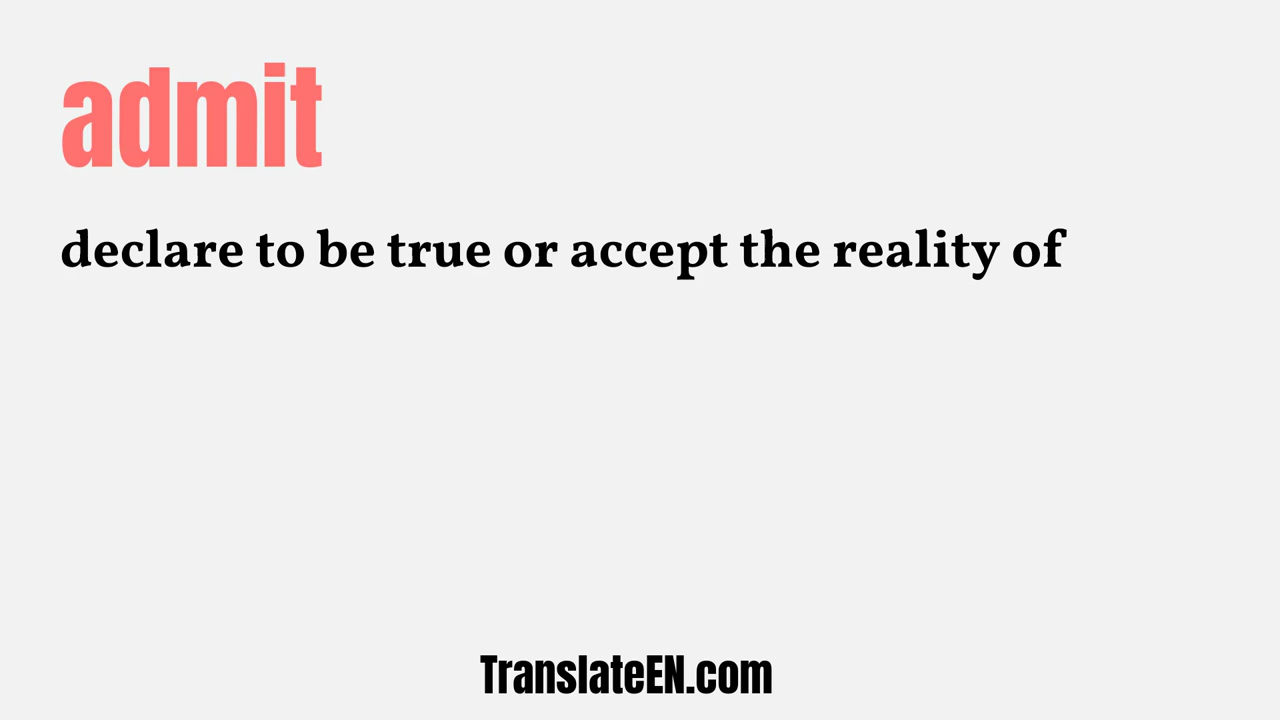 admit
declare to be true or accept the reality of
TranslateEN.com